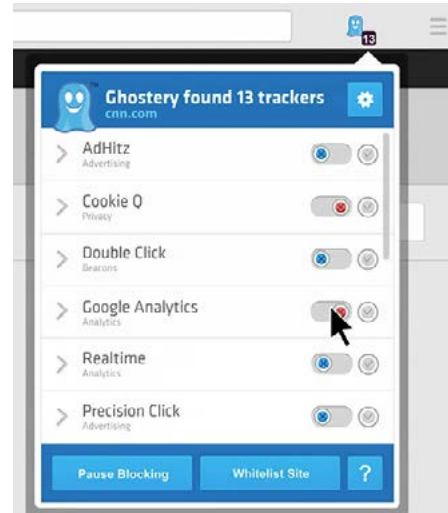 13
Ghostery found 13 trackers
cnn.com
AdHitz
Advertising
Cookie Q
Privacy
Double Click
Beacons
Google Analytics
Analytics
Realtime
Analytics
Precision Click
Advertising
Pause Blocking
Whitelist Site
?